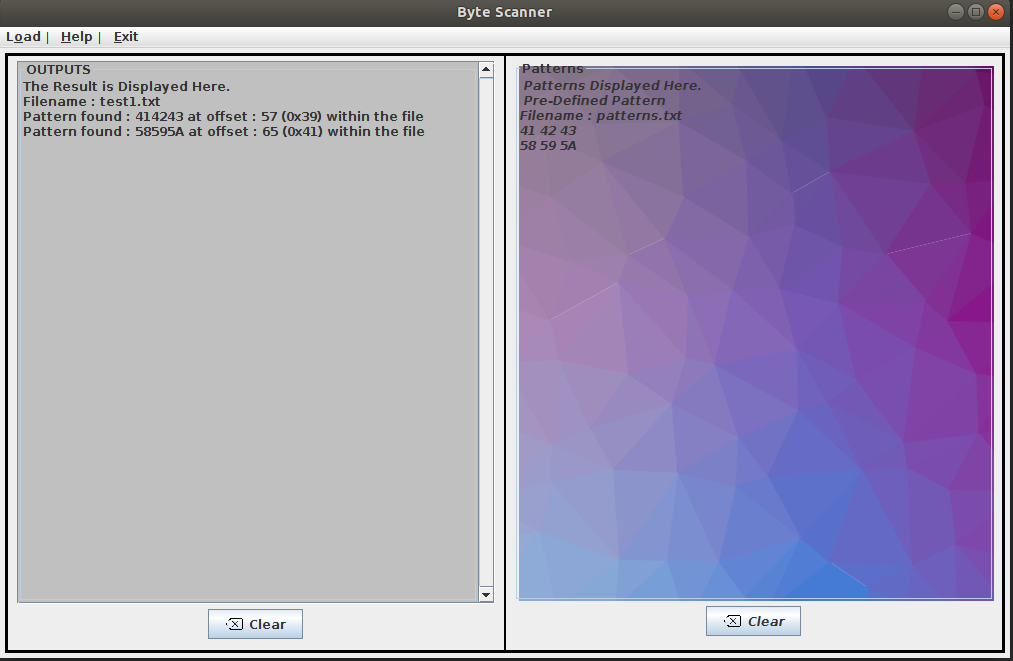 Byte Scanner
Load | Help | Exit
OUTPUTS
The Result is Displayed Here.
Filename : test1.txt
Pattern found : 414243 at offset : 57 (0x39) within the file
Pattern found : 58595A at offset : 65 (0x41) within the file
Clear
Patterns
Patterns Displayed Here.
Pre-Defined Pattern
Filename : patterns.txt
41 42 43
58 59 5A
Clear